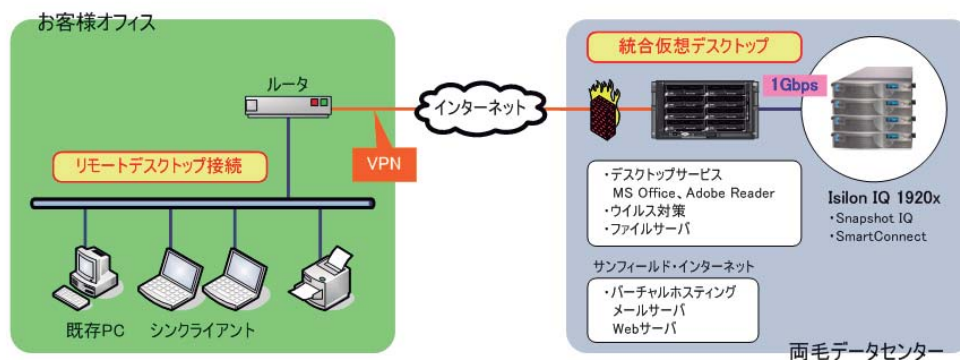 お客様オフィス
ルータ
リモートデスクトップ接続
VPN
既存PC
シンクライアント
インターネット
統合仮想デスクトップ
1Gbps
・デスクトップサービス
MS Office、Adobe Reader
・ウイルス対策
・ファイルサーバ
Isilon IQ 1920x
・Snapshot IQ
・SmartConnect
サンフィールド・インターネット
・バーチャルホスティング
メールサーバ
Webサーバ
両毛データセンター